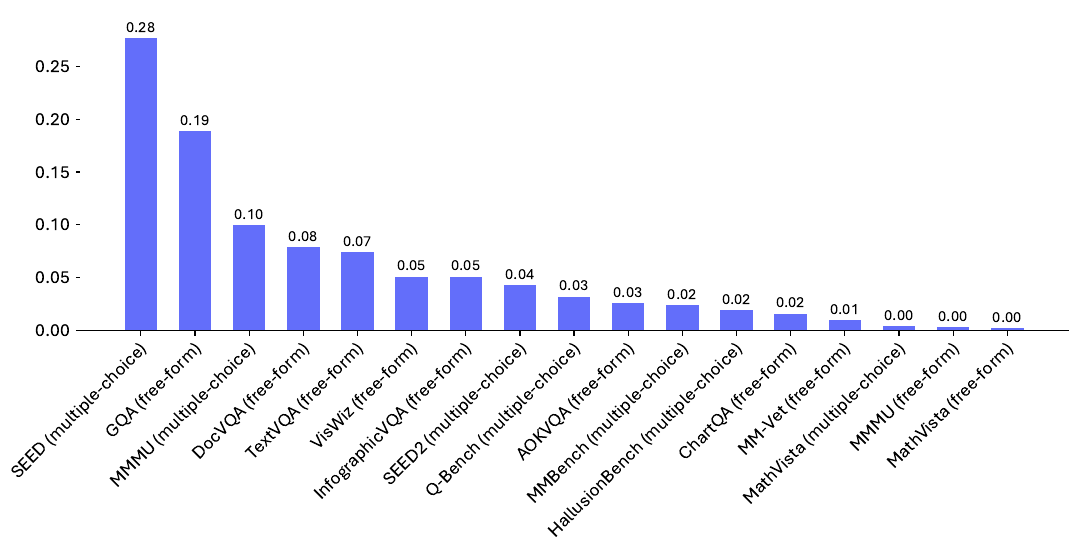 0.28
0.25
0.19
0.20
0.15
0.10
0.10
0.08
0.07
0.05
0.05
0.05
0.04
0.03
0.03
0.02
0.02
0.02
0.01
0.00
0.00
0.00
0.00
SEED (multiple-choice)
GQA (free-form)
MMMU (multiple-choice)
DocVQA (free-form)
TextVQA (free-form)
VisWiz (free-form)
InfographicVQA (free-form)
SEED2 (multiple-choice)
Q-Bench (multiple-choice)
AOKVQA (free-form)
MMBench (multiple-choice)
HallusionBench (multiple-choice)
ChartQA (free-form)
MM-Vet (free-form)
MathVista (multiple-choice)
MMMU (free-form)
MathVista (free-form)